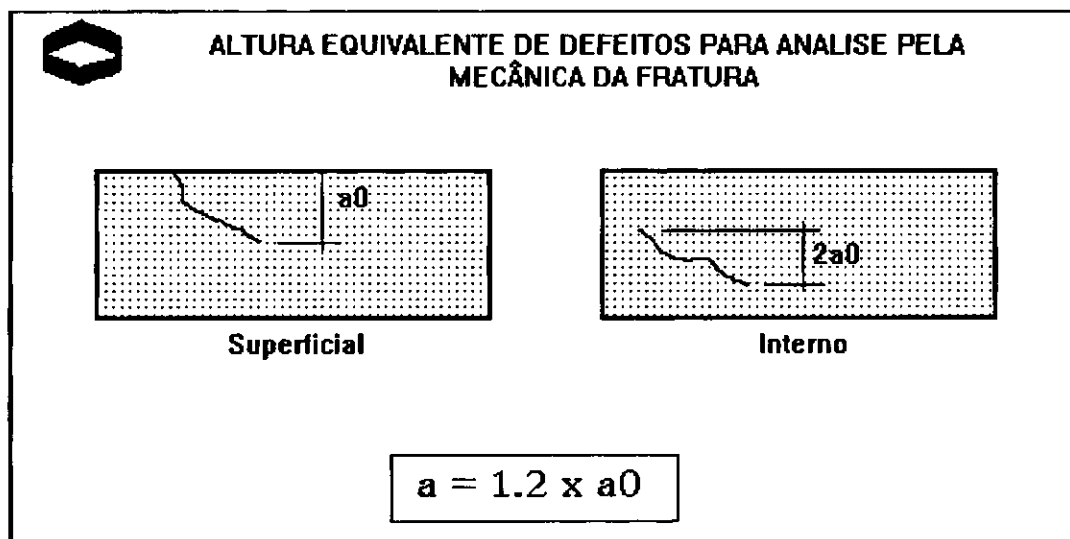 ALTURA EQUIVALENTE DE DEFEITOS PARA ANALISE PELA
MECÂNICA DA FRATURA
a0
2a0
Superficial
Interno
a = 1.2 x a0